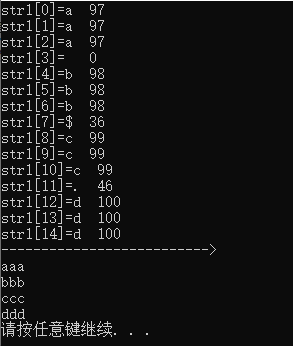 str1[0]=a  97
str1[1]=a  97
str1[2]=a  97
str1[3]=   0
str1[4]=b  98
str1[5]=b  98
str1[6]=b  98
str1[7]=$  36
str1[8]=c  99
str1[9]=c  99
str1[10]=c  99
str1[11]=.  46
str1[12]=d  100
str1[13]=d  100
str1[14]=d  100
-------------------------->
aaa
bbb
ccc
ddd
请按任意键继续. . .